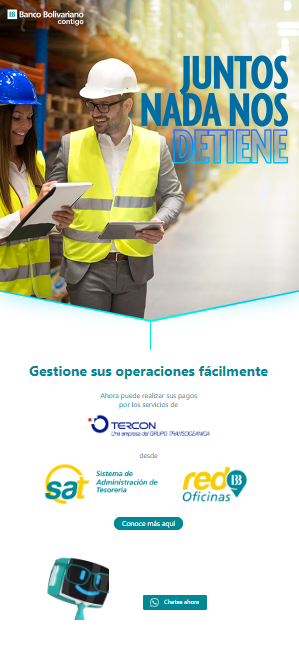 Banco Bolivariano
contigo
JUNTOS
NADA NOS
DETIENE
Gestione sus operaciones fácilmente
Ahora puede realizar sus pagos
por los servicios de
TERCON
Una empresa del GRUPO TRANSOCEANICA
desde
sat
Sistema de
Administración de
Tesorería
red
Oficinas
Conoce más aquí
Chatea ahora